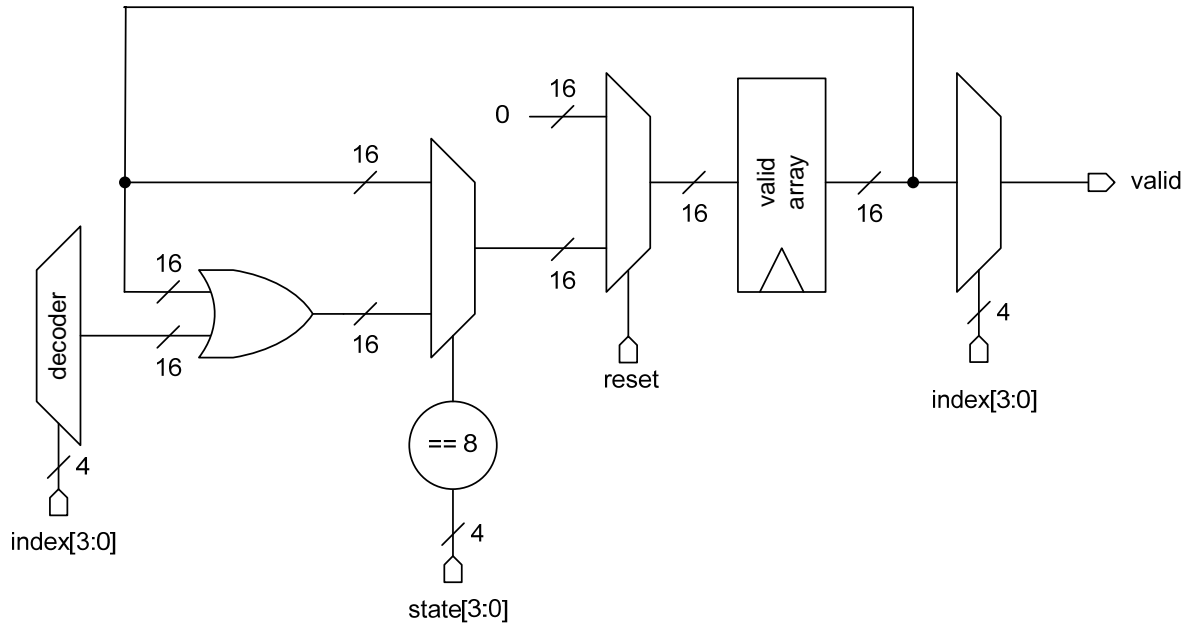 16
0
16
16
valid array
16
16
valid
16
decoder
16
16
16
4
reset
index[3:0]
4
index[3:0]
== 8
4
state[3:0]